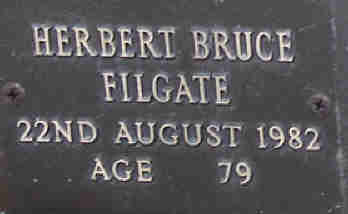 HERBERT BRUCE
FILGATE
22ND AUGUST 1982
AGE 79